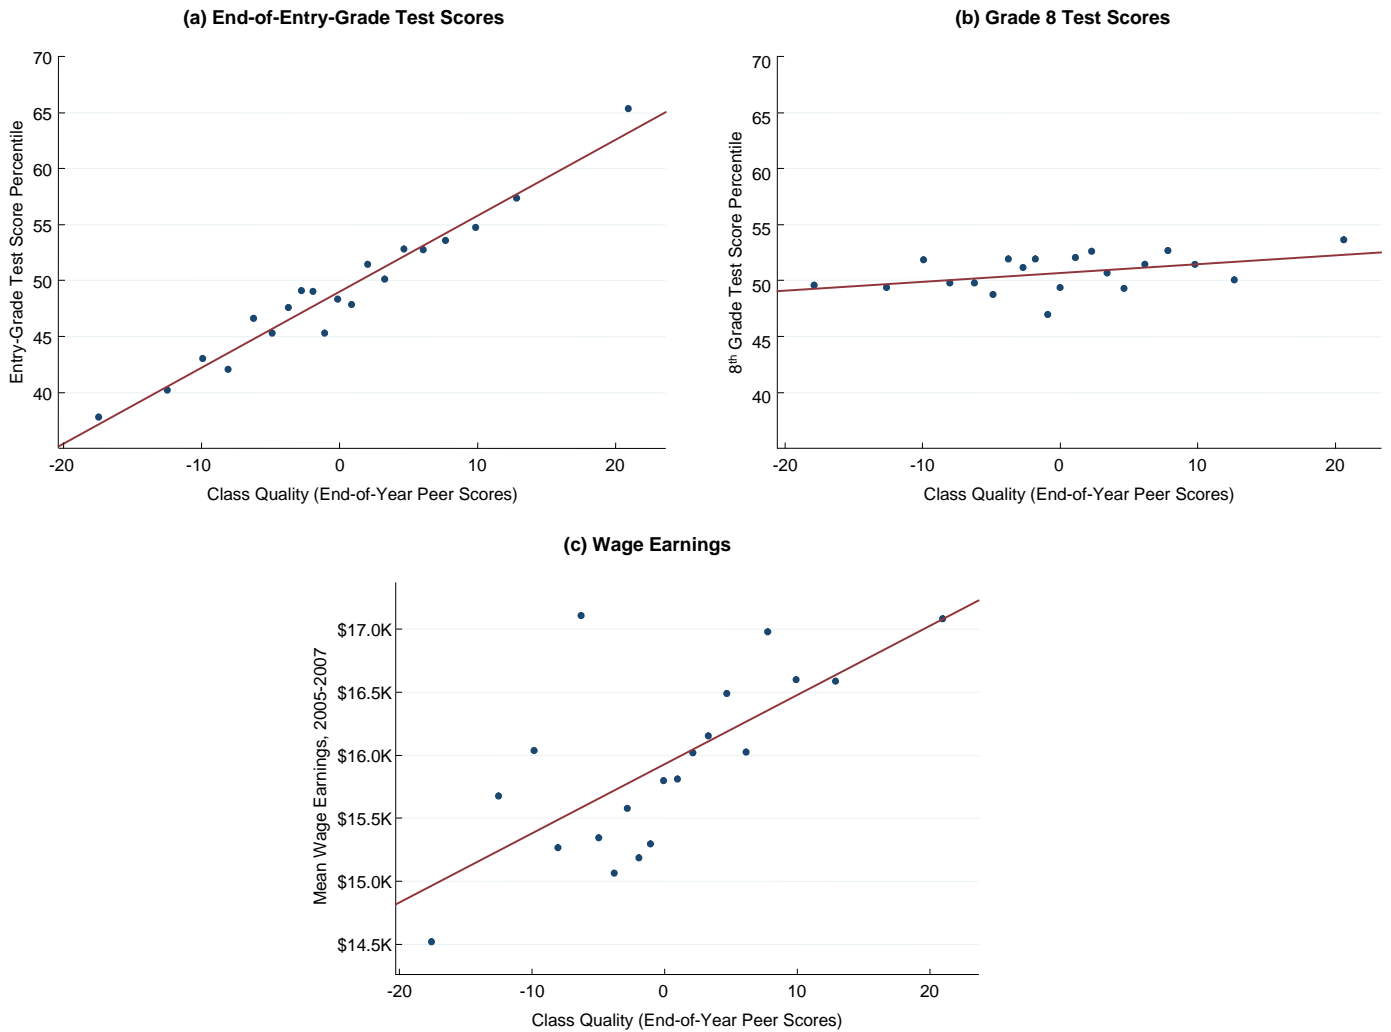 (a) End-of-Entry-Grade Test Scores
Entry-Grade Test Score Percentile
70
65
60
55
50
45
40
-20 -10 0 10 20
Class Quality (End-of-Year Peer Scores)
(b) Grade 8 Test Scores
8th Grade Test Score Percentile
70
65
60
55
50
45
40
-20 -10 0 10 20
Class Quality (End-of-Year Peer Scores)
(c) Wage Earnings
Mean Wage Earnings, 2005-2007
$17.0K
$16.5K
$16.0K
$15.5K
$15.0K
$14.5K
-20 -10 0 10 20
Class Quality (End-of-Year Peer Scores)